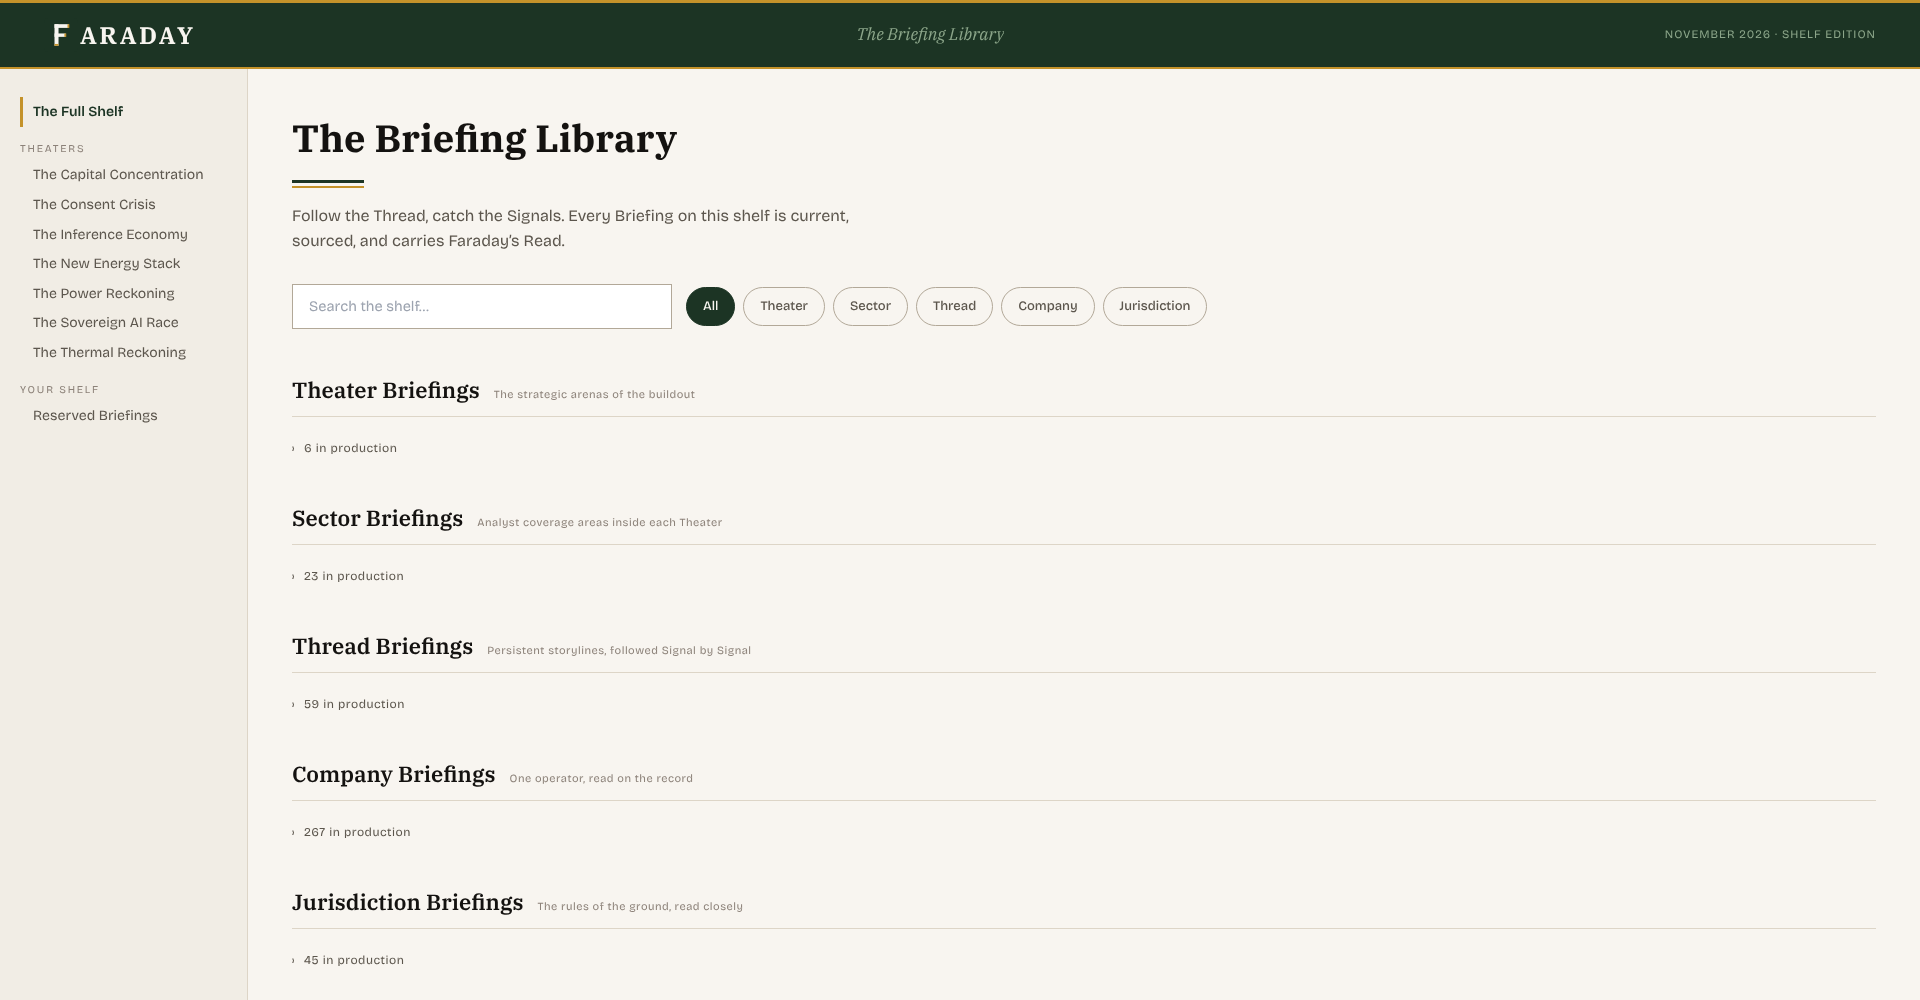 FARADAY
The Briefing Library
NOVEMBER 2026 · SHELF EDITION
The Full Shelf
THEATERS
The Capital Concentration
The Consent Crisis
The Inference Economy
The New Energy Stack
The Power Reckoning
The Sovereign AI Race
The Thermal Reckoning
YOUR SHELF
Reserved Briefings
The Briefing Library
Follow the Thread, catch the Signals. Every Briefing on this shelf is current,
sourced, and carries Faraday's Read.
Search the shelf...
All
Theater
Sector
Thread
Company
Jurisdiction
Theater Briefings The strategic arenas of the buildout
› 6 in production
Sector Briefings Analyst coverage areas inside each Theater
› 23 in production
Thread Briefings Persistent storylines, followed Signal by Signal
› 59 in production
Company Briefings One operator, read on the record
› 267 in production
Jurisdiction Briefings The rules of the ground, read closely
› 45 in production